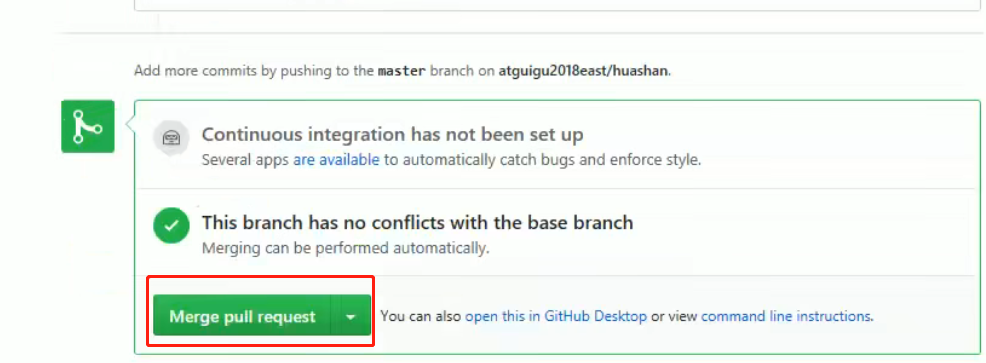 Add more commits by pushing to the master branch on atguigu2018east/huashan.
Continuous integration has not been set up
Several apps are available to automatically catch bugs and enforce style.
This branch has no conflicts with the base branch
Merging can be performed automatically.
Merge pull request You can also open this in GitHub Desktop or view command line instructions.